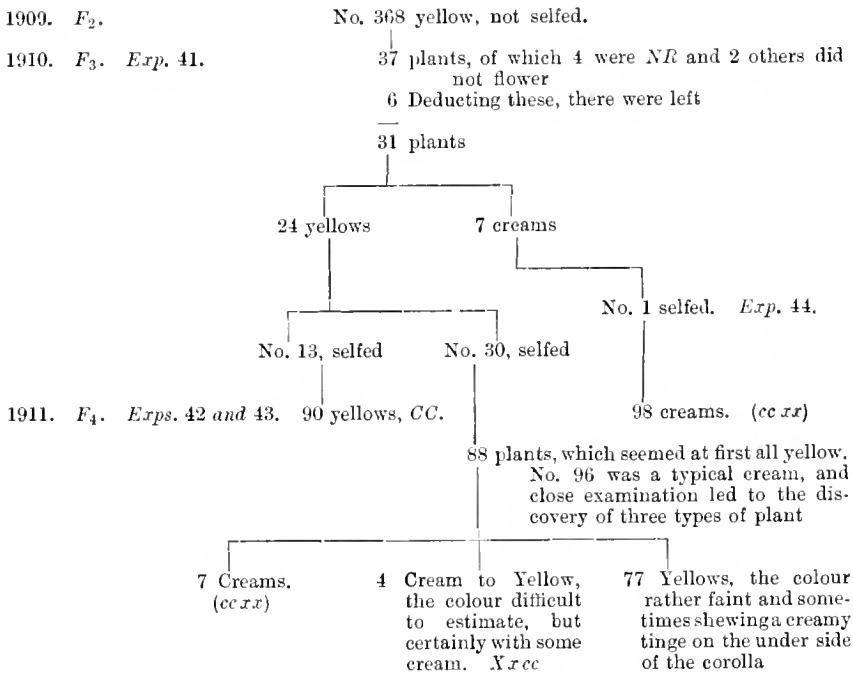 1909. F2. No. 368 yellow, not selfed.
1910. F3. Exp. 41. 37 plants, of which 4 were NR and 2 others did
not flower
6 Deducting these, there were left
31 plants
24 yellows 7 creams
No. 1 selfed. Exp. 44.
No. 13, selfed No. 30, selfed
1911. F4. Exps. 42 and 43. 90 yellows, CC. 98 creams. (cc xx)
88 plants, which seemed at first all yellow.
No. 96 was a typical cream, and
close examination led to the dis-
covery of three types of plant
7 Creams.
(cc xx)
4 Cream to Yellow,
the colour difficult
to estimate, but
certainly with some
cream. Xx cc
77 Yellows, the colour
rather faint and some-
times shewing a creamy
tinge on the under side
of the corolla